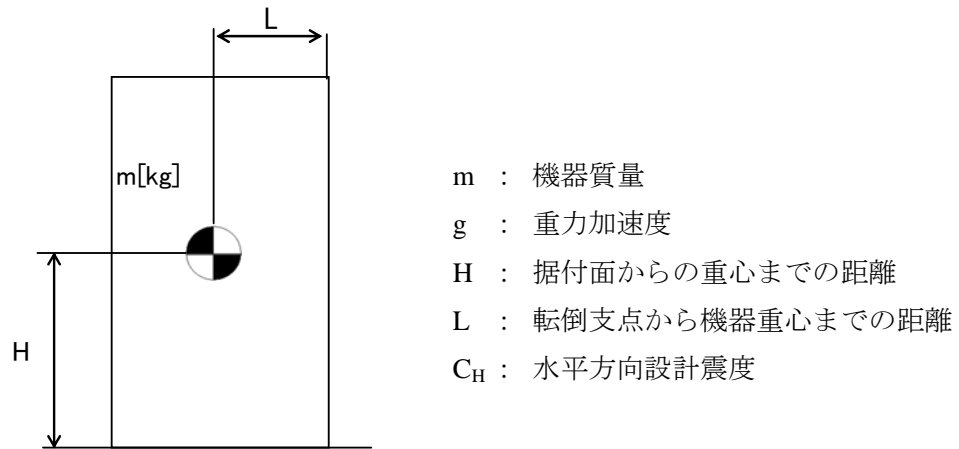 L
m[kg]
H
m : 機器質量
g : 重力加速度
H : 据付面からの重心までの距離
L : 転倒支点から機器重心までの距離
CH : 水平方向設計震度